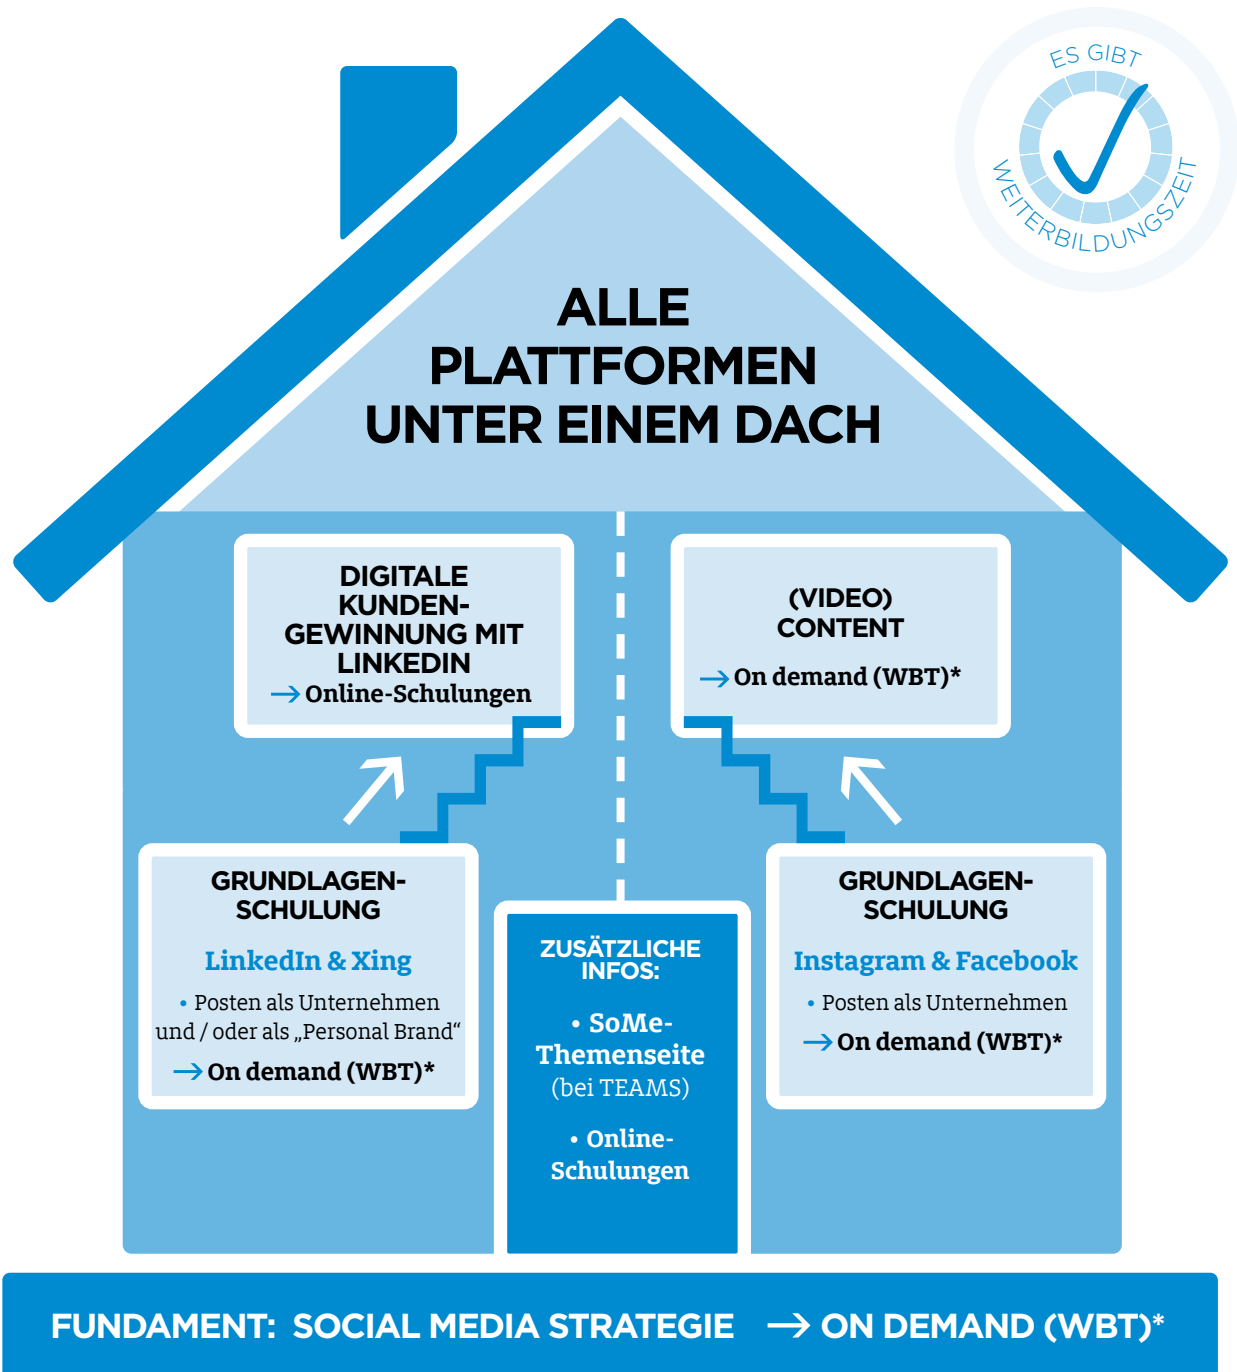 ES GIBT
WEITERBILDUNGSZEIT
ALLE
PLATTFORMEN
UNTER EINEM DACH
DIGITALE
KUNDEN-
GEWINNUNG MIT
LINKEDIN
→ Online-Schulungen
(VIDEO)
CONTENT
→ On demand (WBT)*
GRUNDLAGEN-
SCHULUNG
LinkedIn & Xing
• Posten als Unternehmen
und / oder als „Personal Brand“
→ On demand (WBT)*
ZUSÄTZLICHE
INFOS:
• SoMe-
Themenseite
(bei TEAMS)
• Online-
Schulungen
GRUNDLAGEN-
SCHULUNG
Instagram & Facebook
• Posten als Unternehmen
→ On demand (WBT)*
FUNDAMENT: SOCIAL MEDIA STRATEGIE → ON DEMAND (WBT)*